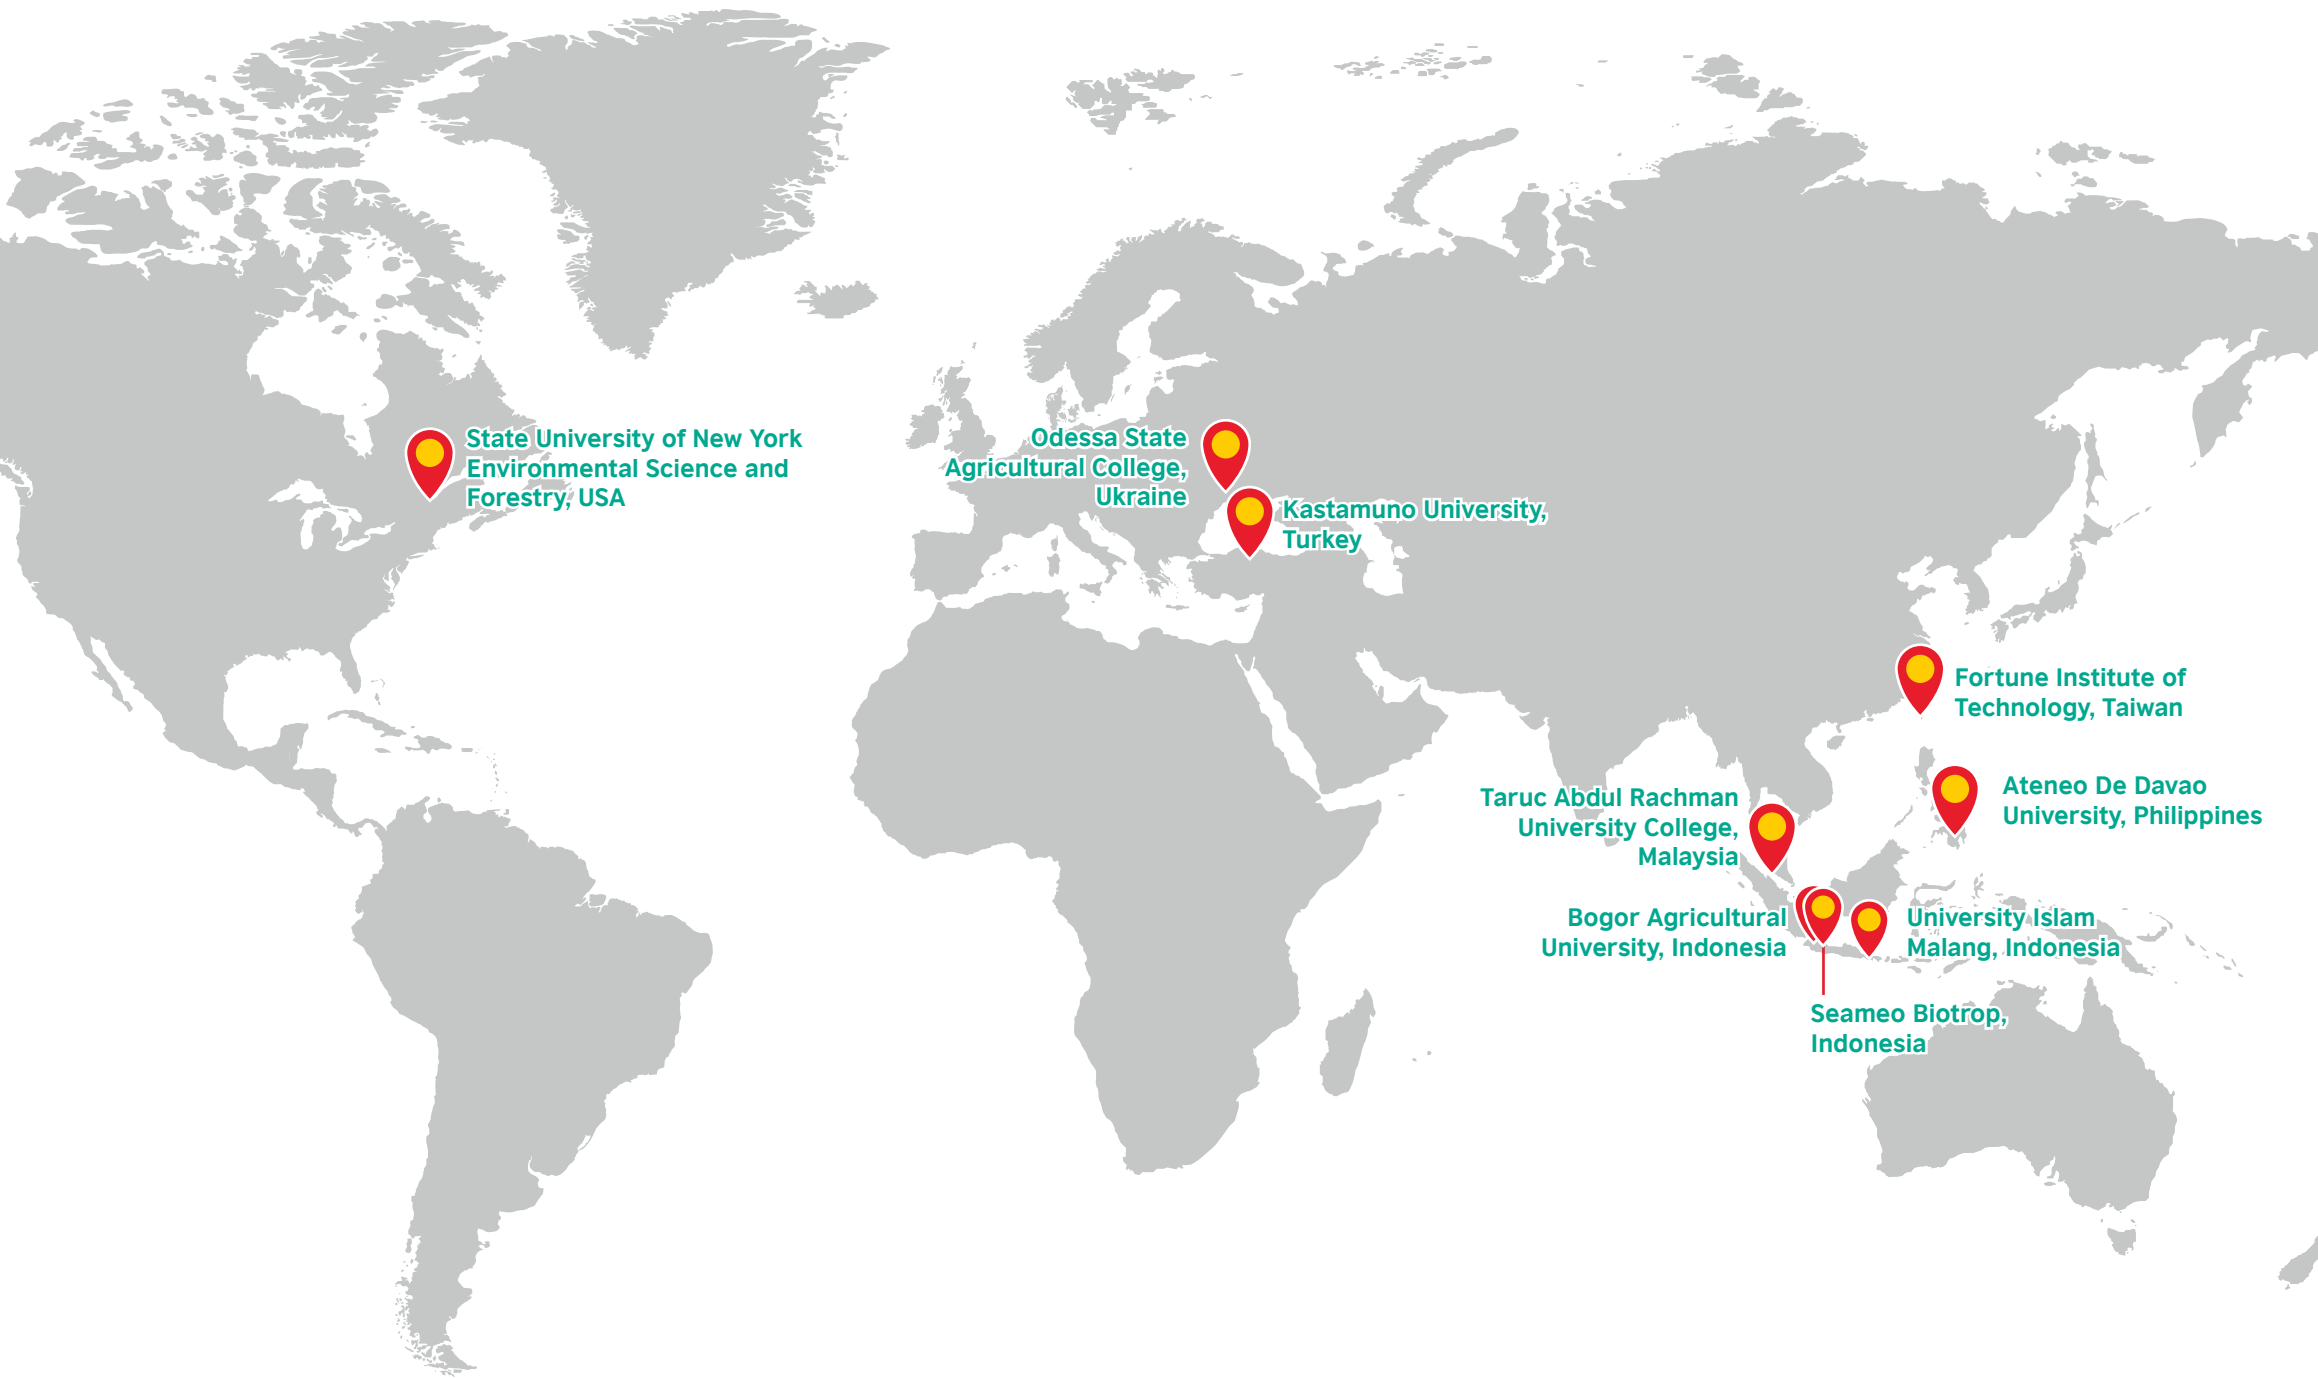 State University of New York
Environmental Science and
Forestry, USA
Odessa State
Agricultural College,
Ukraine
Kastamuno University,
Turkey
Fortune Institute of
Technology, Taiwan
Ateneo De Davao
University, Philippines
Taruc Abdul Rachman
University College,
Malaysia
Bogor Agricultural
University, Indonesia
University Islam
Malang, Indonesia
Seameo Biotrop,
Indonesia